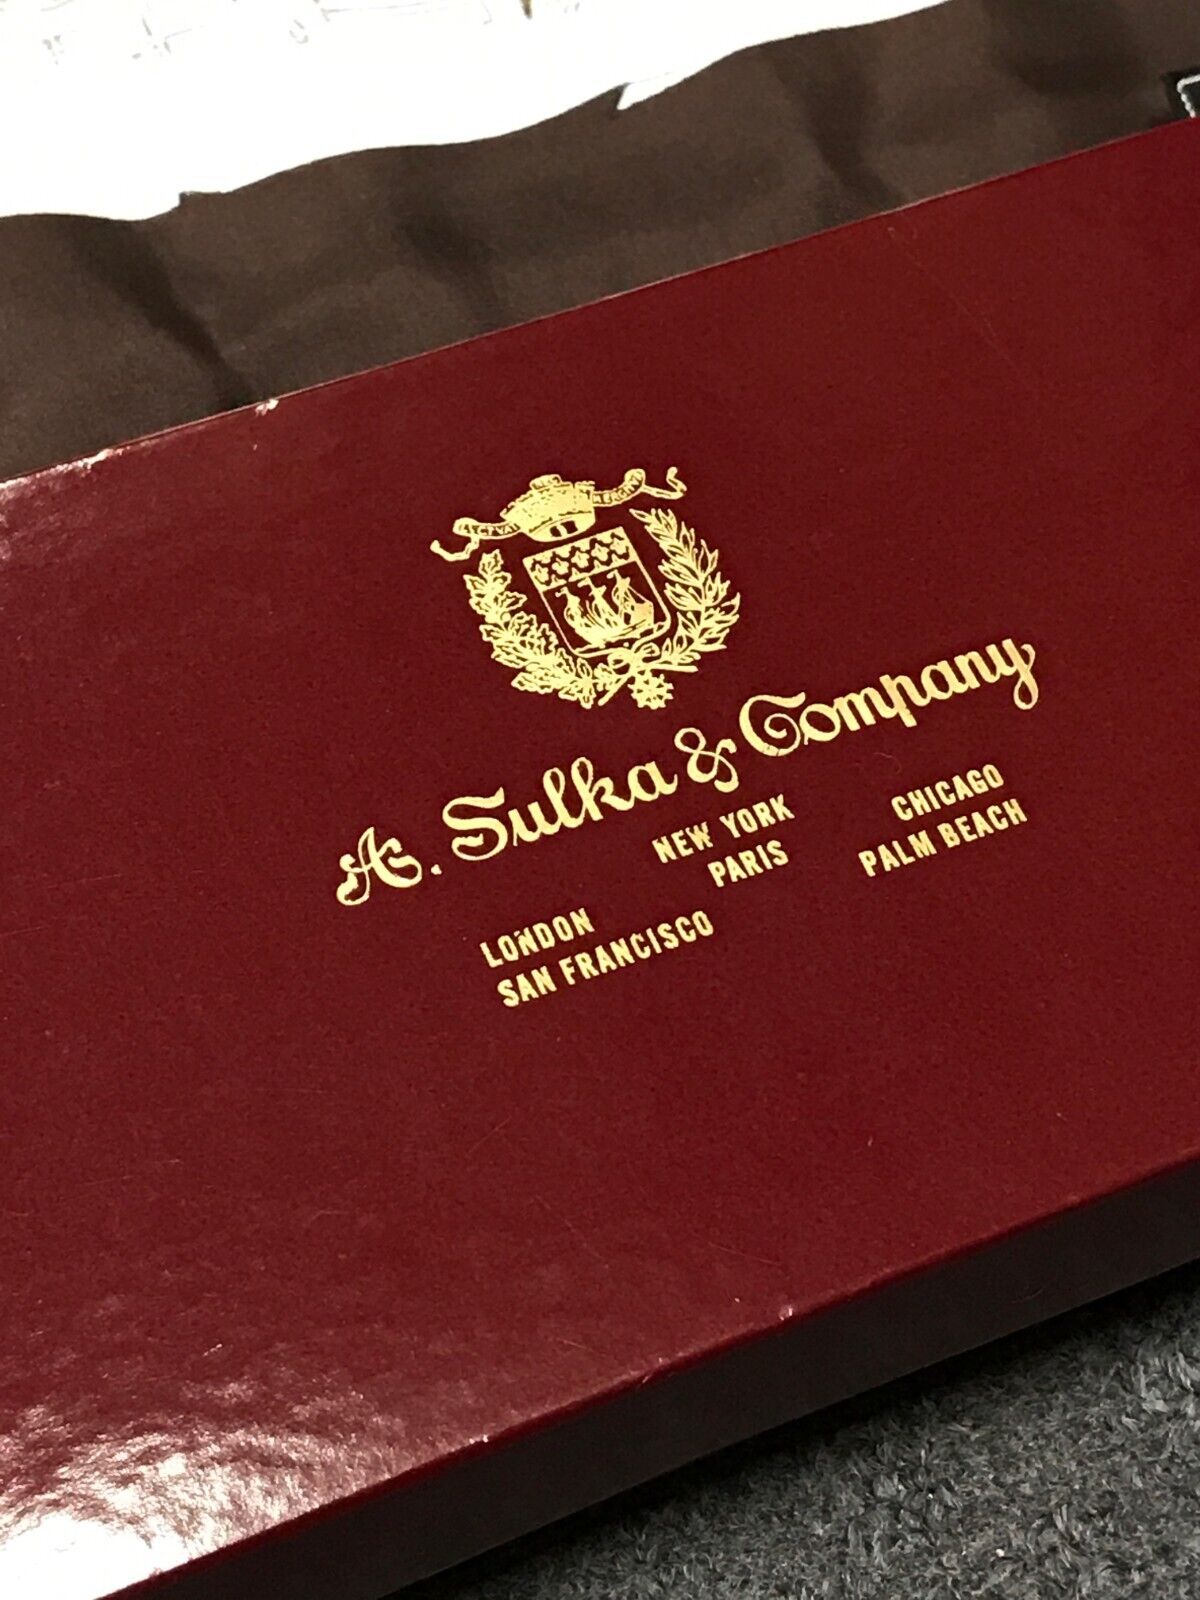 A. Sulka & Company
LONDON NEW YORK CHICAGO
SAN FRANCISCO PARIS PALM BEACH